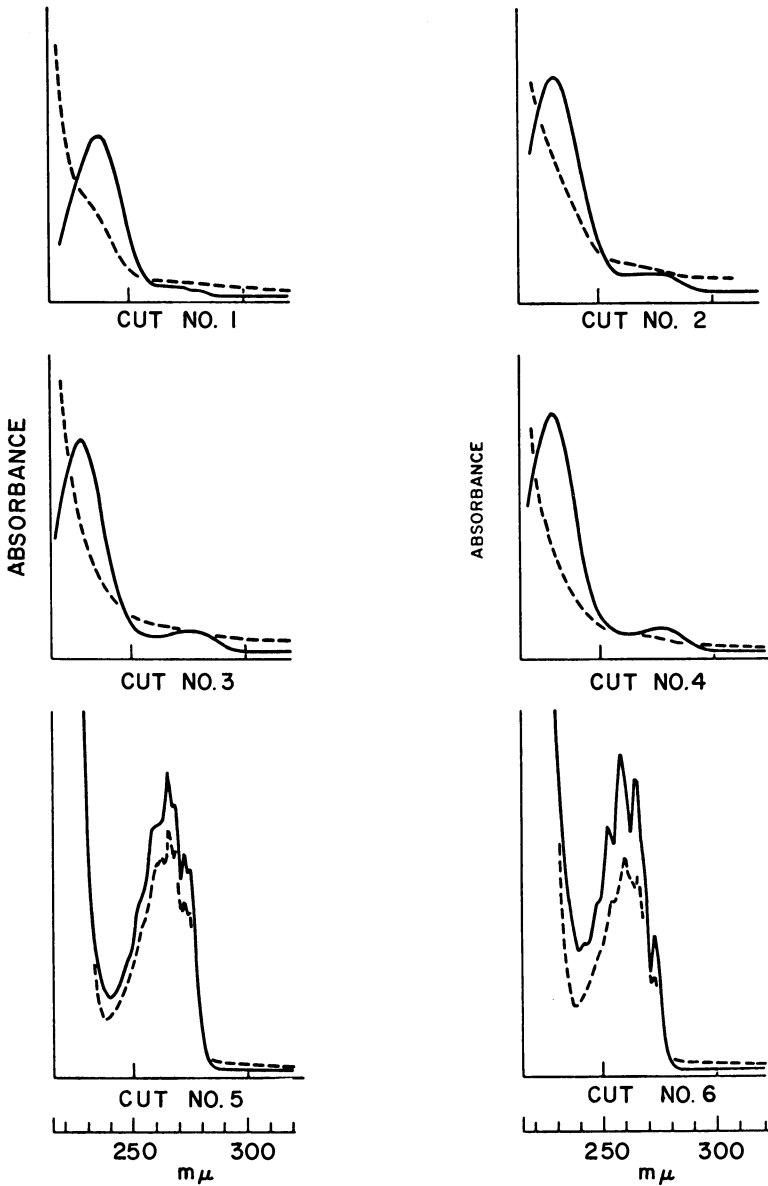 CUT NO. 1
CUT NO. 2
ABSORBANCE
ABSORBANCE
CUT NO. 3
CUT NO. 4
CUT NO. 5
CUT NO. 6
250 300
mμ
250 300
mμ